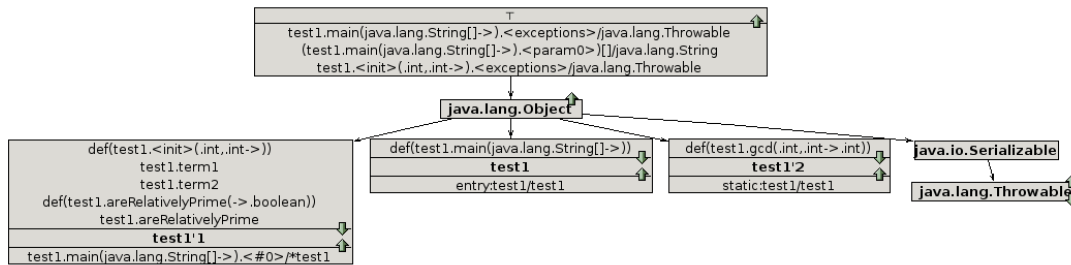 ⊤
test1.main(java.lang.String[]->).<exceptions>/java.lang.Throwable
(test1.main(java.lang.String[]->).<param0>)[]/java.lang.String
test1.<init>(.int,.int->).<exceptions>/java.lang.Throwable
java.lang.Object
def(test1.<init>(.int,.int->))
test1.term1
test1.term2
def(test1.areRelativelyPrime(->.boolean))
test1.areRelativelyPrime
test1'1
test1.main(java.lang.String[]->).<#0>/*test1
def(test1.main(java.lang.String[]->))
test1
entry:test1/test1
def(test1.gcd(.int,.int->.int))
test1'2
static:test1/test1
java.io.Serializable
java.lang.Throwable